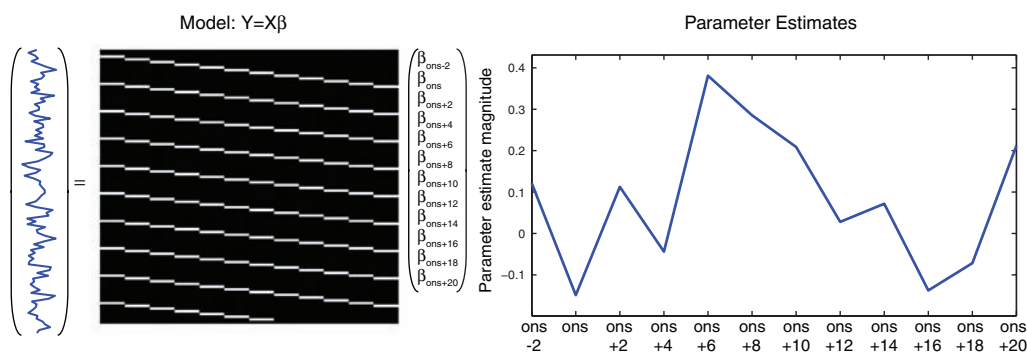 Model: Y=Xβ
=
β_ons-2
β_ons
β_ons+2
β_ons+4
β_ons+6
β_ons+8
β_ons+10
β_ons+12
β_ons+14
β_ons+16
β_ons+18
β_ons+20
Parameter Estimates
Parameter estimate magnitude
0.4
0.3
0.2
0.1
0
−0.1
ons -2
ons
ons +2
ons +4
ons +6
ons +8
ons +10
ons +12
ons +14
ons +16
ons +18
ons +20